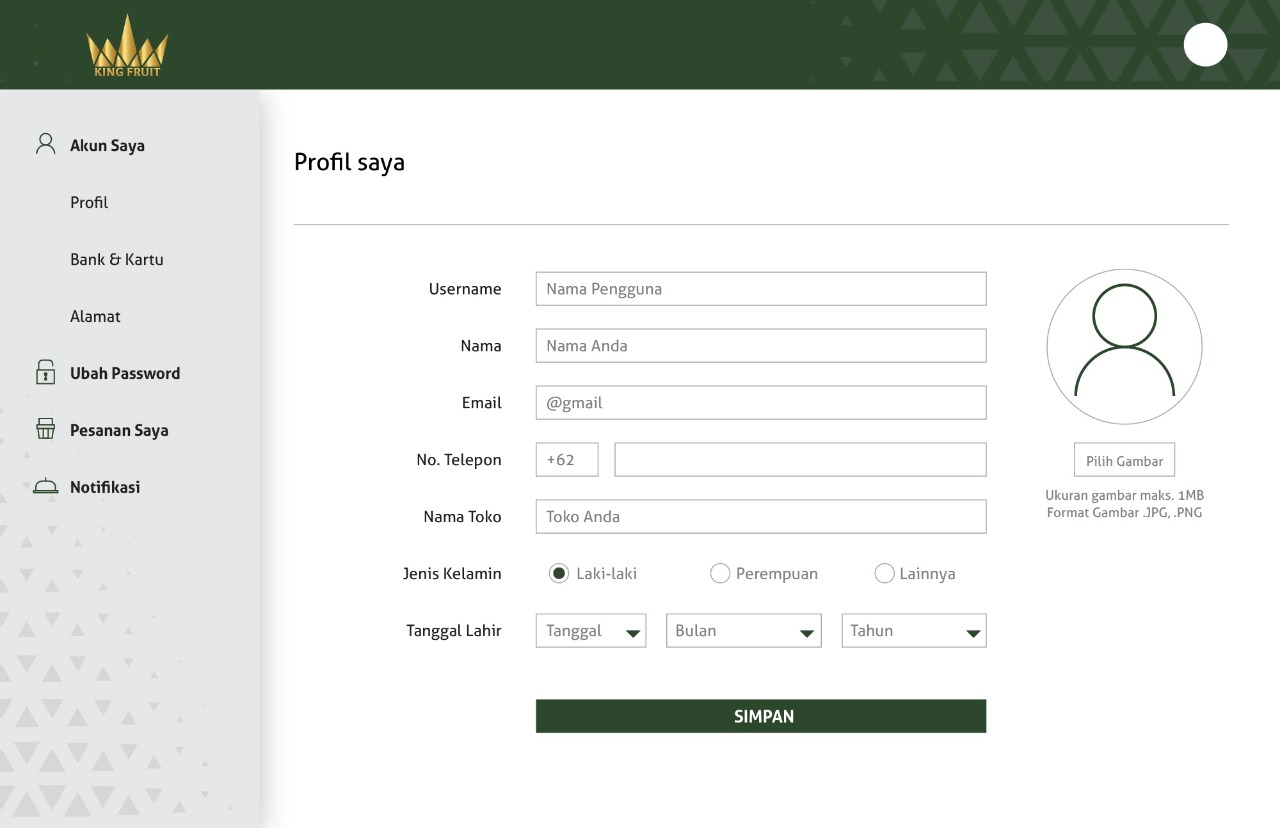 KING FRUIT
Akun Saya
Profil
Bank & Kartu
Alamat
Ubah Password
Pesanan Saya
Notifikasi
Profil saya
Username
Nama Pengguna
Nama
Nama Anda
Email
@gmail
No. Telepon
+62
Nama Toko
Toko Anda
Jenis Kelamin
Laki-laki
Perempuan
Lainnya
Tanggal Lahir
Tanggal
Bulan
Tahun
SIMPAN
Pilih Gambar
Ukuran gambar maks. 1MB
Format Gambar .JPG, .PNG